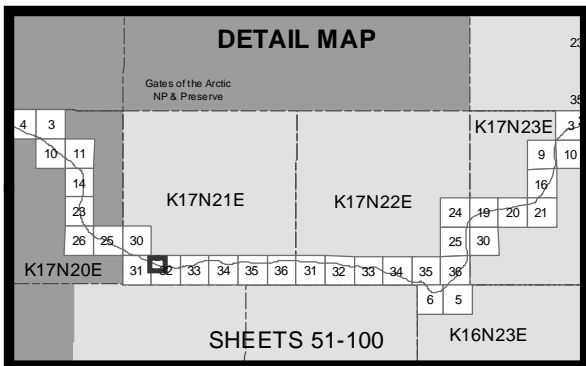 DETAIL MAP
23
Gates of the Arctic
NP & Preserve
35
4 3
K17N23E
3
10 11
9 10
14
16
K17N21E
K17N22E
23
24 19 20 21
26 25 30
25 30
K17N20E
31 32 33 34 35 36 31 32 33 34 35 36
6 5
SHEETS 51-100
K16N23E